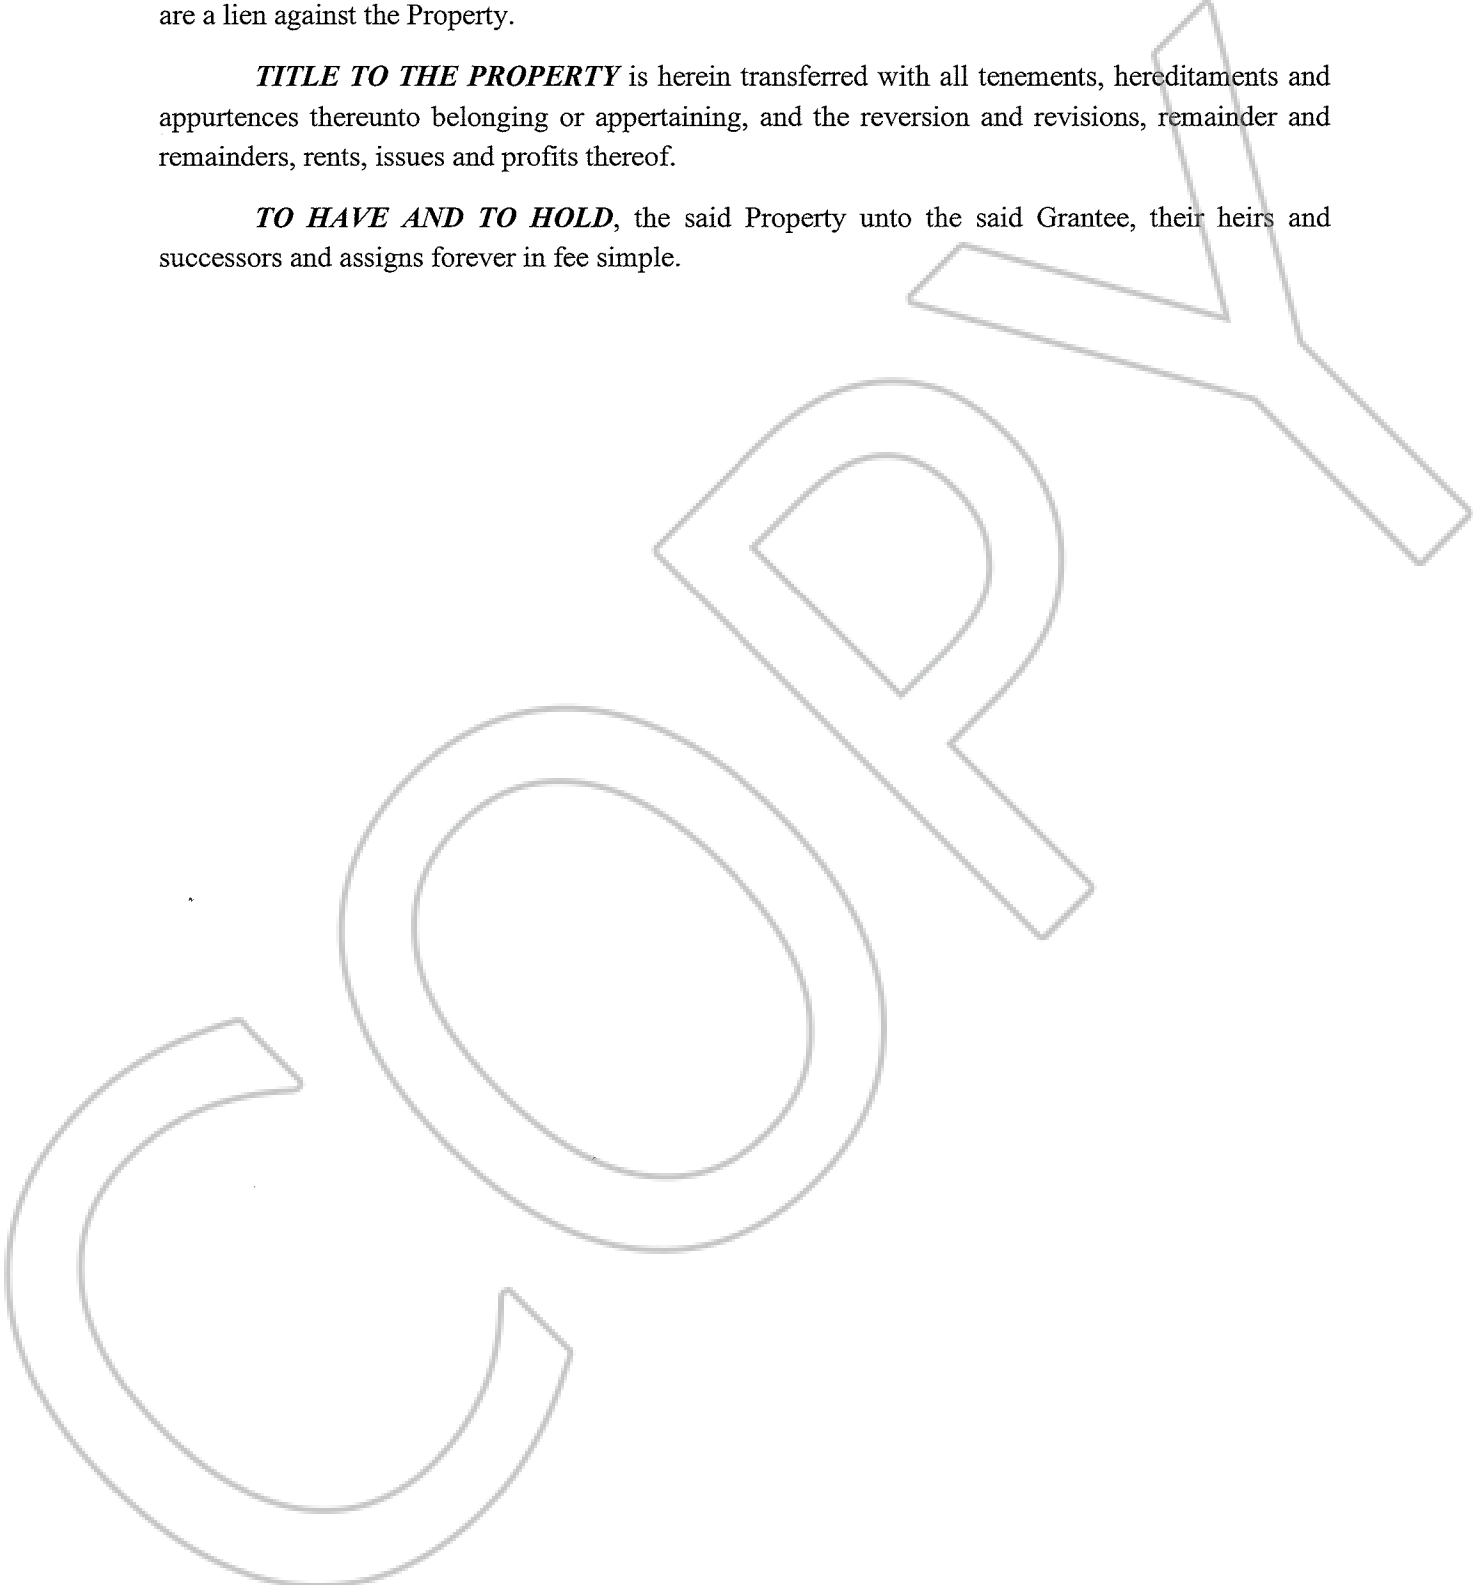 are a lien against the Property.
TITLE TO THE PROPERTY is herein transferred with all tenements, hereditaments and
appurtences thereunto belonging or appertaining, and the reversion and revisions, remainder and
remainders, rents, issues and profits thereof.
TO HAVE AND TO HOLD, the said Property unto the said Grantee, their heirs and
successors and assigns forever in fee simple.
COPY